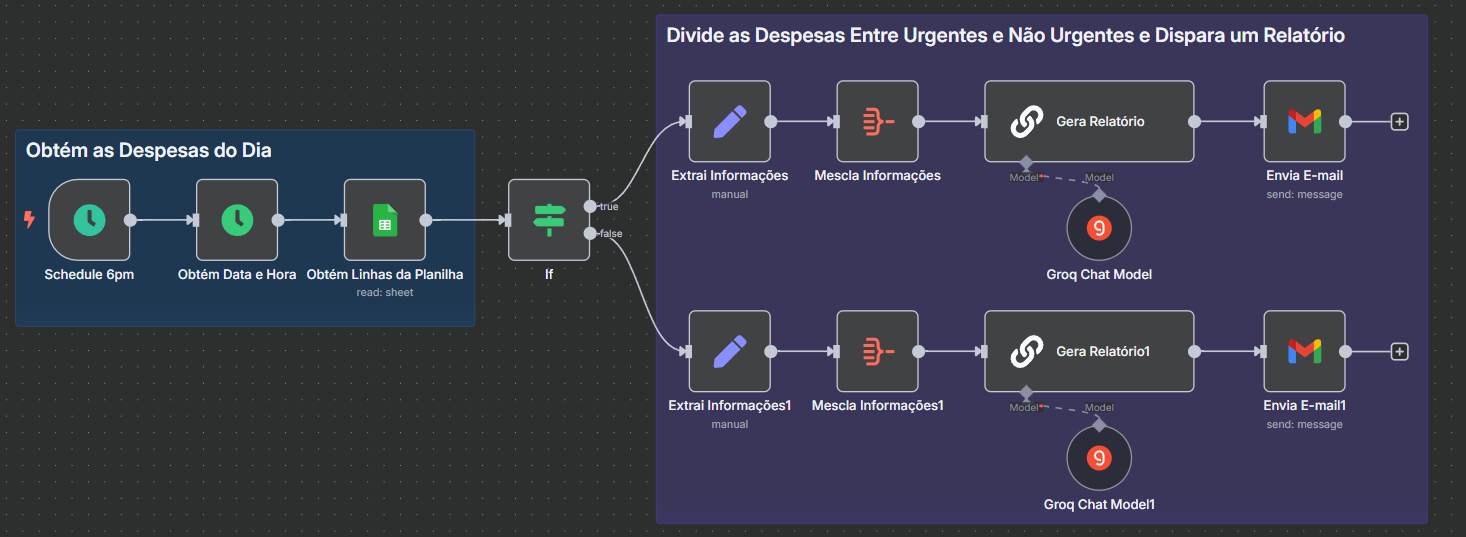 Divide as Despesas Entre Urgentes e Não Urgentes e Dispara um Relatório
Gera Relatório
Extrai Informações
manual
Mescla Informações
Model*
Model
Envia E-mail
send: message
Groq Chat Model
Obtém as Despesas do Dia
Schedule 6pm
Obtém Data e Hora
Obtém Linhas da Planilha
read: sheet
If
true
false
Gera Relatório1
Extrai Informações1
manual
Mescla Informações1
Model*
Model
Envia E-mail1
send: message
Groq Chat Model1